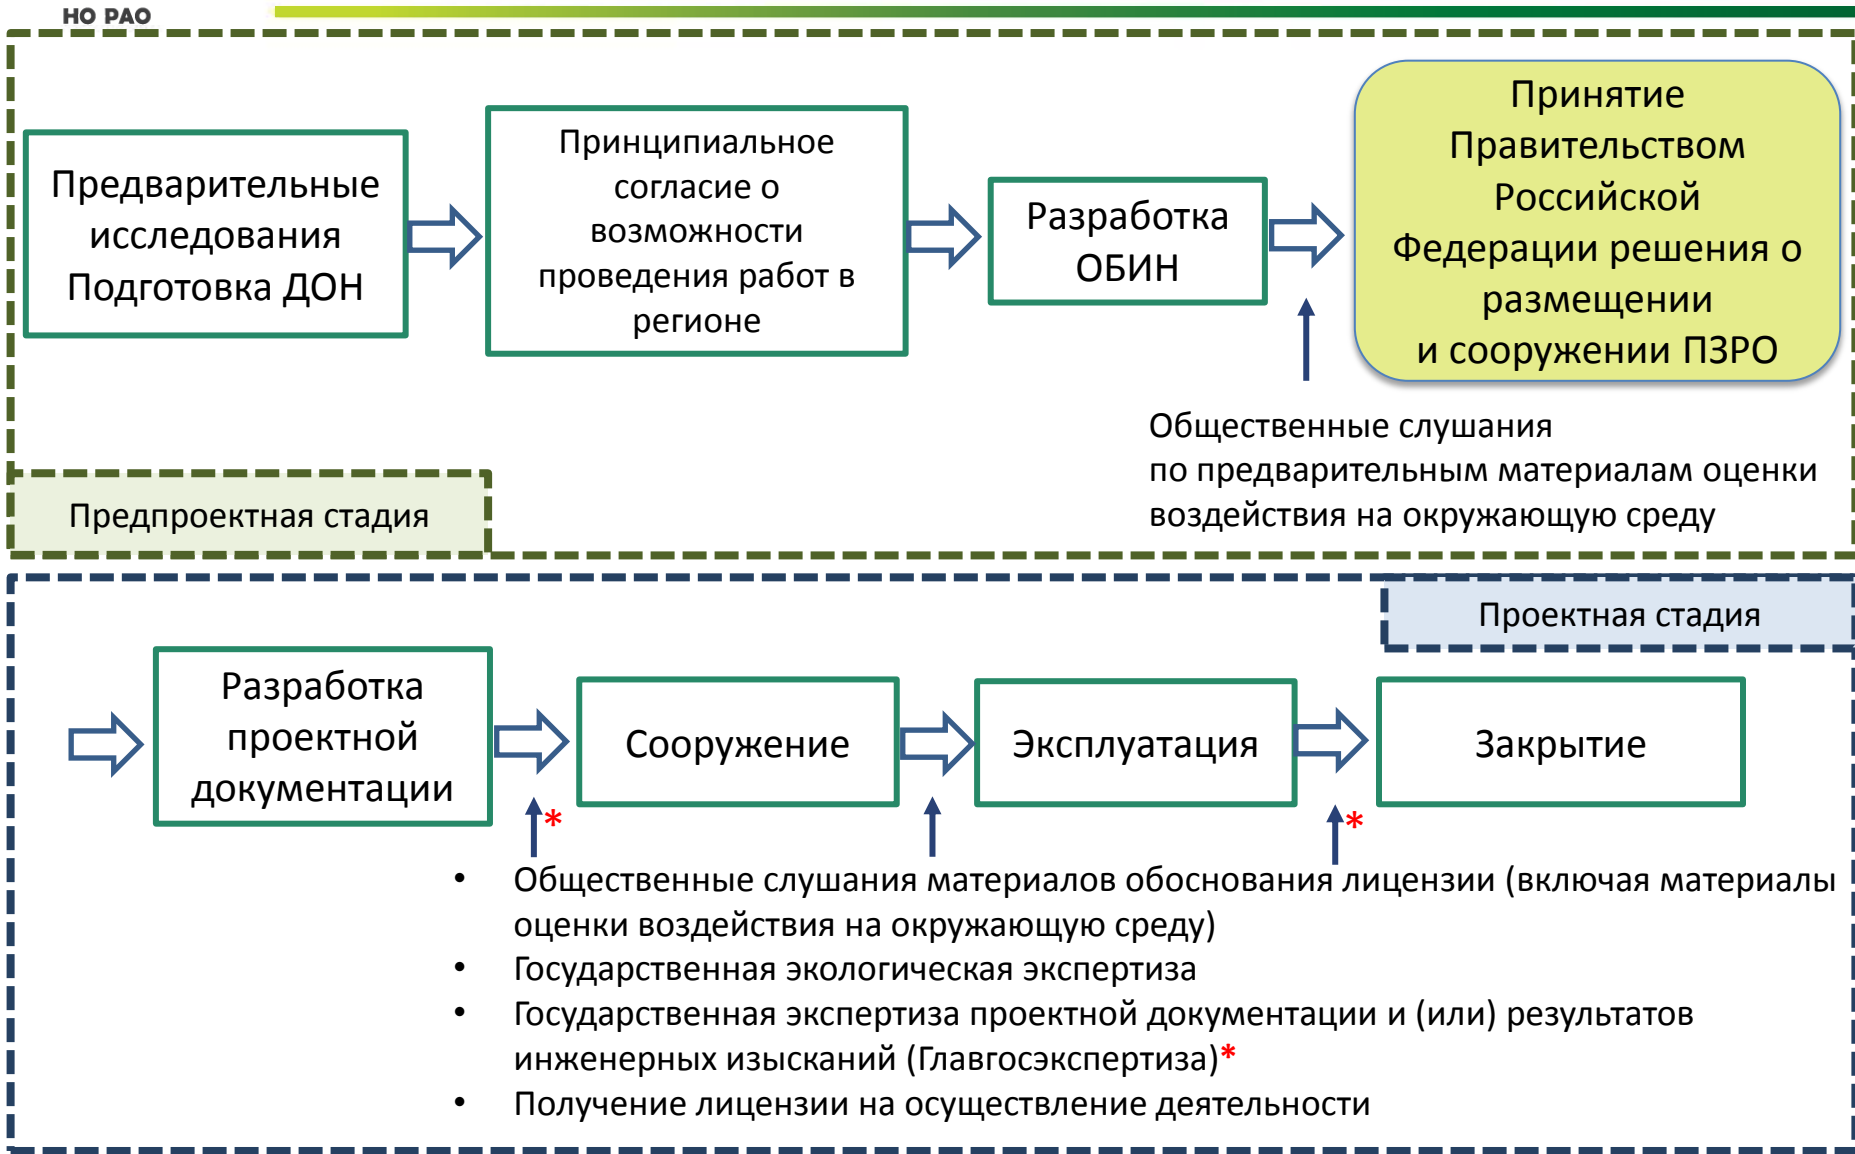 НО РАО
Предварительные
исследования
Подготовка ДОН
Принципиальное
согласие о
возможности
проведения работ в
регионе
Разработка
ОБИН
Принятие
Правительством
Российской
Федерации решения о
размещении
и сооружении ПЗРО
Общественные слушания
по предварительным материалам оценки
воздействия на окружающую среду
Предпроектная стадия
Проектная стадия
Разработка
проектной
документации
Сооружение
Эксплуатация
Закрытие
*
*
• Общественные слушания материалов обоснования лицензии (включая материалы
оценки воздействия на окружающую среду)
• Государственная экологическая экспертиза
• Государственная экспертиза проектной документации и (или) результатов
инженерных изысканий (Главгосэкспертиза)*
• Получение лицензии на осуществление деятельности